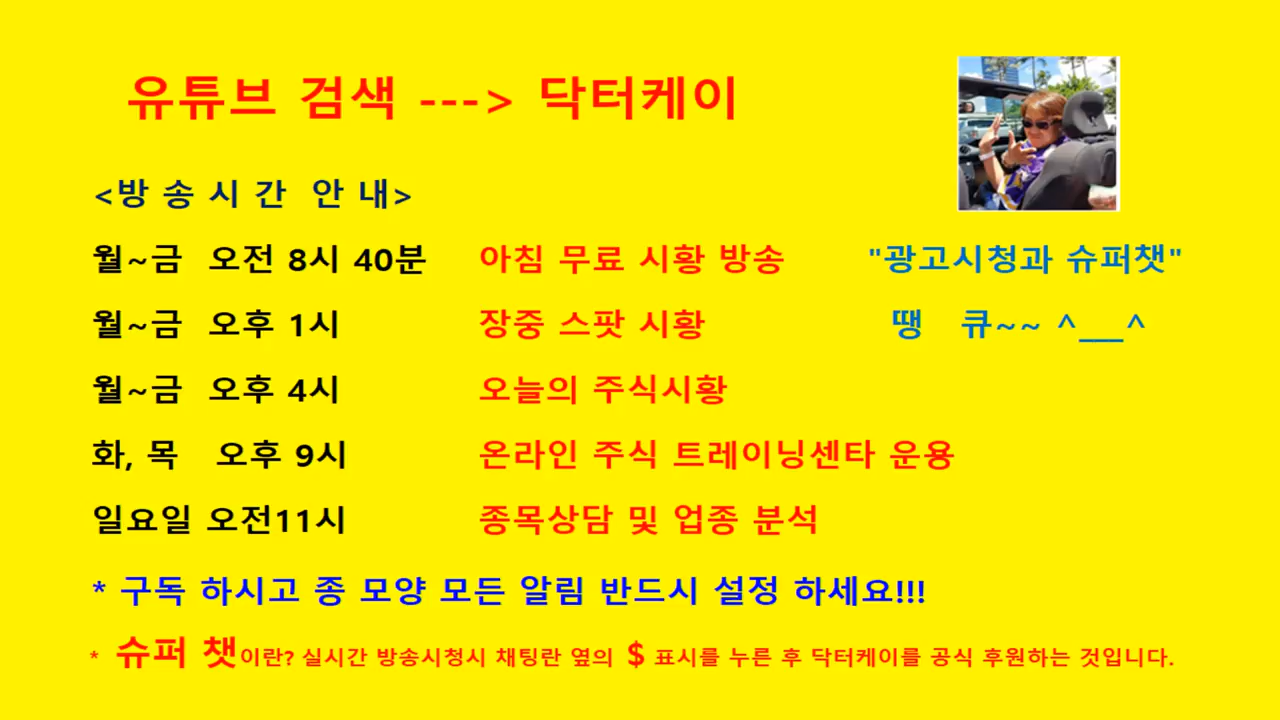 유튜브 검색 ---> 닥터케이
<방 송 시 간 안 내>
월~금 오전 8시 40분 아침 무료 시황 방송 "광고시청과 슈퍼챗"
월~금 오후 1시 장중 스팟 시황 땡 큐~~ ^___^
월~금 오후 4시 오늘의 주식시황
화, 목 오후 9시 온라인 주식 트레이닝센타 운용
일요일 오전11시 종목상담 및 업종 분석
* 구독 하시고 종 모양 모든 알림 반드시 설정 하세요!!!
* 슈퍼 챗이란? 실시간 방송시청시 채팅란 옆의 $ 표시를 누른 후 닥터케이를 공식 후원하는 것입니다.